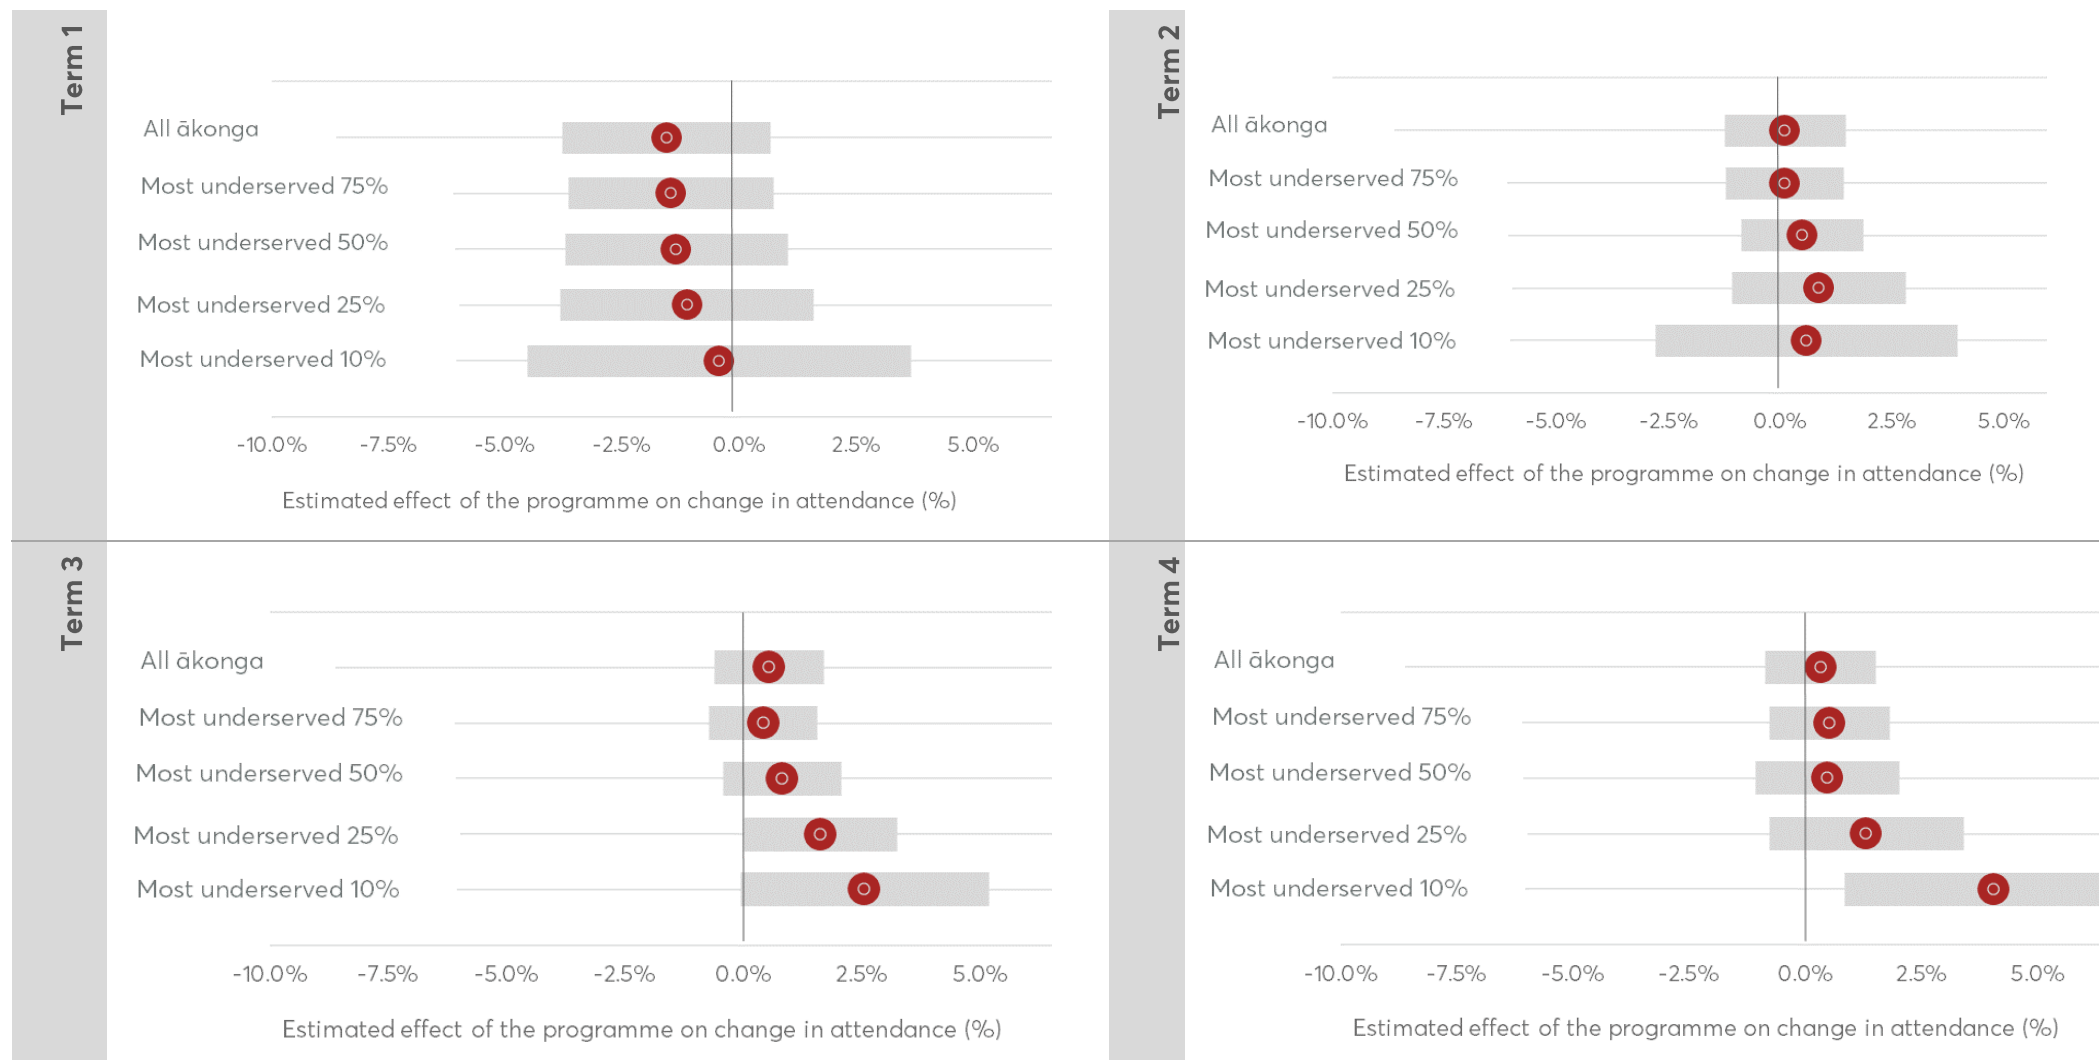 Term 1
All ākonga
Most underserved 75%
Most underserved 50%
Most underserved 25%
Most underserved 10%
-10.0% -7.5% -5.0% -2.5% 0.0% 2.5% 5.0%
Estimated effect of the programme on change in attendance (%)
Term 2
All ākonga
Most underserved 75%
Most underserved 50%
Most underserved 25%
Most underserved 10%
-10.0% -7.5% -5.0% -2.5% 0.0% 2.5% 5.0%
Estimated effect of the programme on change in attendance (%)
Term 3
All ākonga
Most underserved 75%
Most underserved 50%
Most underserved 25%
Most underserved 10%
-10.0% -7.5% -5.0% -2.5% 0.0% 2.5% 5.0%
Estimated effect of the programme on change in attendance (%)
Term 4
All ākonga
Most underserved 75%
Most underserved 50%
Most underserved 25%
Most underserved 10%
-10.0% -7.5% -5.0% -2.5% 0.0% 2.5% 5.0%
Estimated effect of the programme on change in attendance (%)